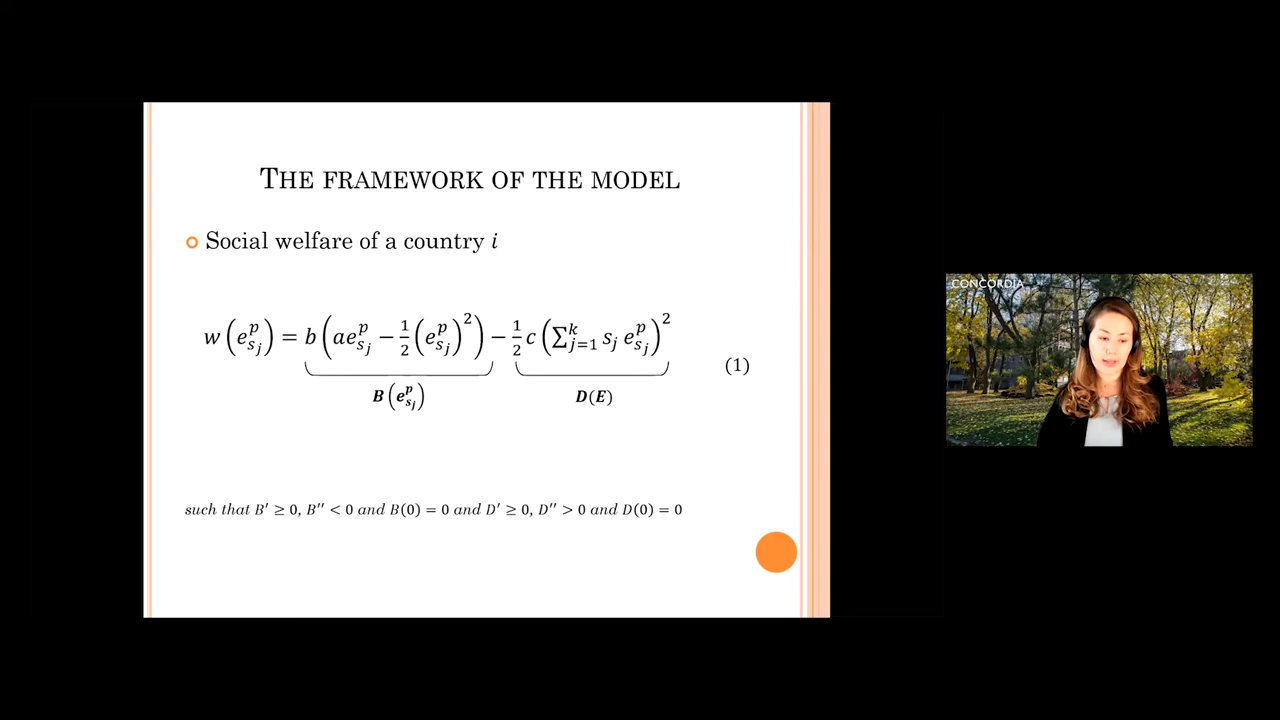 THE FRAMEWORK OF THE MODEL
Social welfare of a country i
w(e^p_{s_j}) = b(ae^p_{s_j} − 1/2(e^p_{s_j})^2) − 1/2 c(∑^k_{j=1} s_j e^p_{s_j})^2
B(e^p_{s_j}) D(E) (1)
such that B′ ≥ 0, B′′ < 0 and B(0) = 0 and D′ ≥ 0, D′′ > 0 and D(0) = 0
CONCORDIA